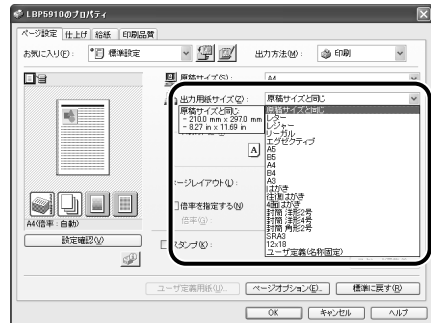 LBP5910のプロパティ
ページ設定 仕上げ 給紙 印刷品質
お気に入り(F): 標準設定 出力方法(M): 印刷
原稿サイズ(S): A4
出力用紙サイズ(Z): 原稿サイズと同じ
原稿サイズと同じ
- 210.0 mm x 297.0 mm
- 8.27 in x 11.69 in
原稿サイズと同じ
レター
レジャー
リーガル
エグゼクティブ
A5
B5
A4
B4
A3
はがき
往復はがき
4面はがき
封筒 洋形2号
封筒 洋形4号
封筒 角形2号
SRA3
12x18
ユーザ定義(名称固定)
A
ページレイアウト(L):
倍率を指定する(N)
倍率(G):
スタンプ(K):
A4(倍率: 自動)
設定確認(V)
ユーザ定義用紙(U)... ページオプション(E)... 標準に戻す(R)
OK キャンセル ヘルプ